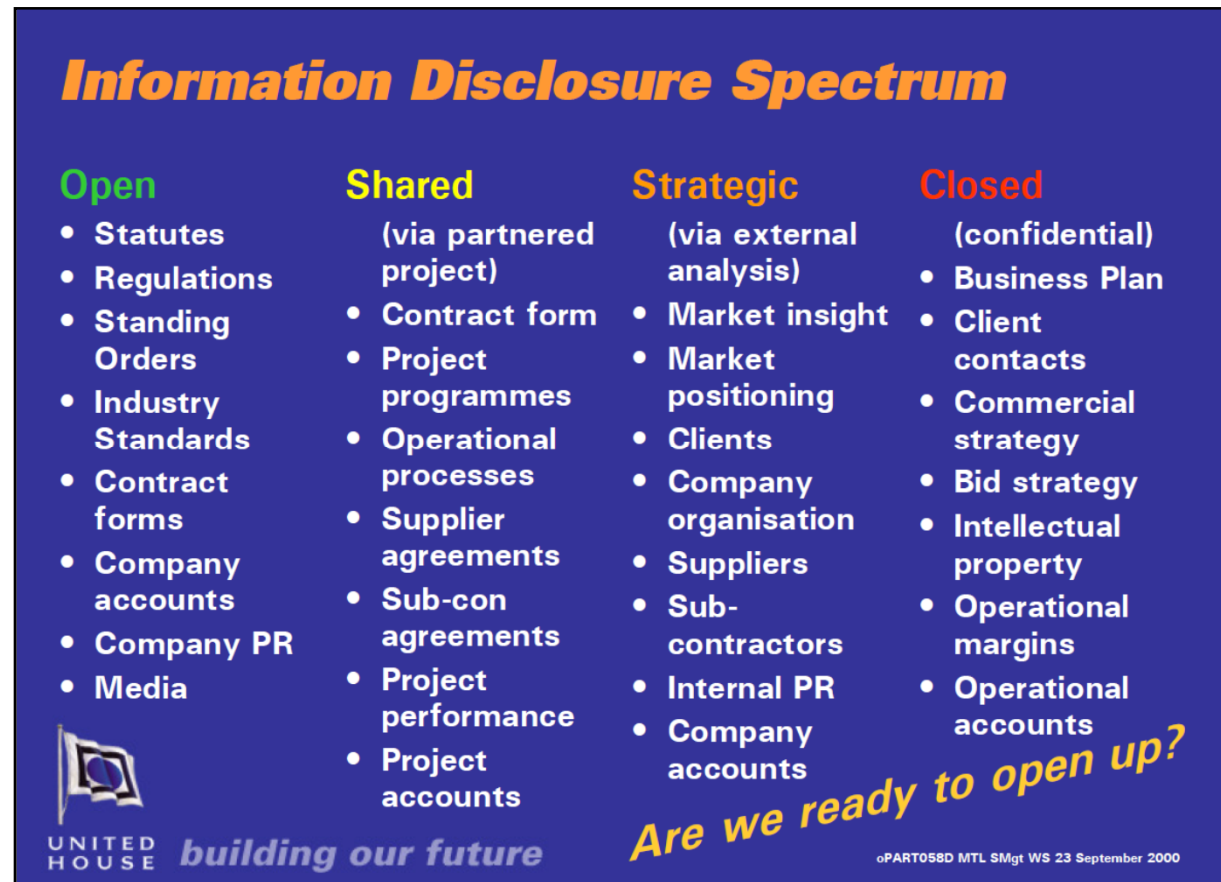 Information Disclosure Spectrum
Open
• Statutes
• Regulations
• Standing
Orders
• Industry
Standards
• Contract
forms
• Company
accounts
• Company PR
• Media
Shared
(via partnered
project)
• Contract form
• Project
programmes
• Operational
processes
• Supplier
agreements
• Sub-con
agreements
• Project
performance
• Project
accounts
Strategic
(via external
analysis)
• Market insight
• Market
positioning
• Clients
• Company
organisation
• Suppliers
• Sub-
contractors
• Internal PR
• Company
accounts
Closed
(confidential)
• Business Plan
• Client
contacts
• Commercial
strategy
• Bid strategy
• Intellectual
property
• Operational
margins
• Operational
accounts
Are we ready to open up?
UNITED
HOUSE
building our future
oPART058D MTL SMgt WS 23 September 2000